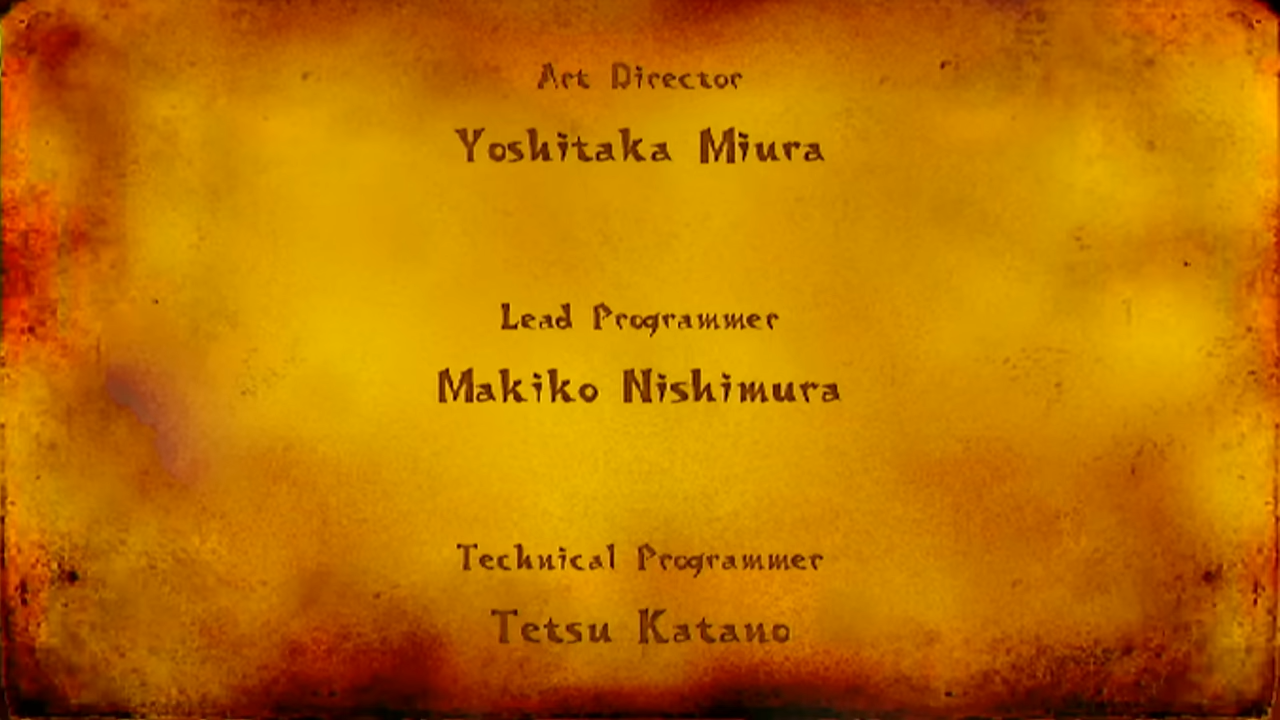 Art Director
Yoshitaka Miura
Lead Programmer
Makiko Nishimura
Technical Programmer
Tetsu Katano